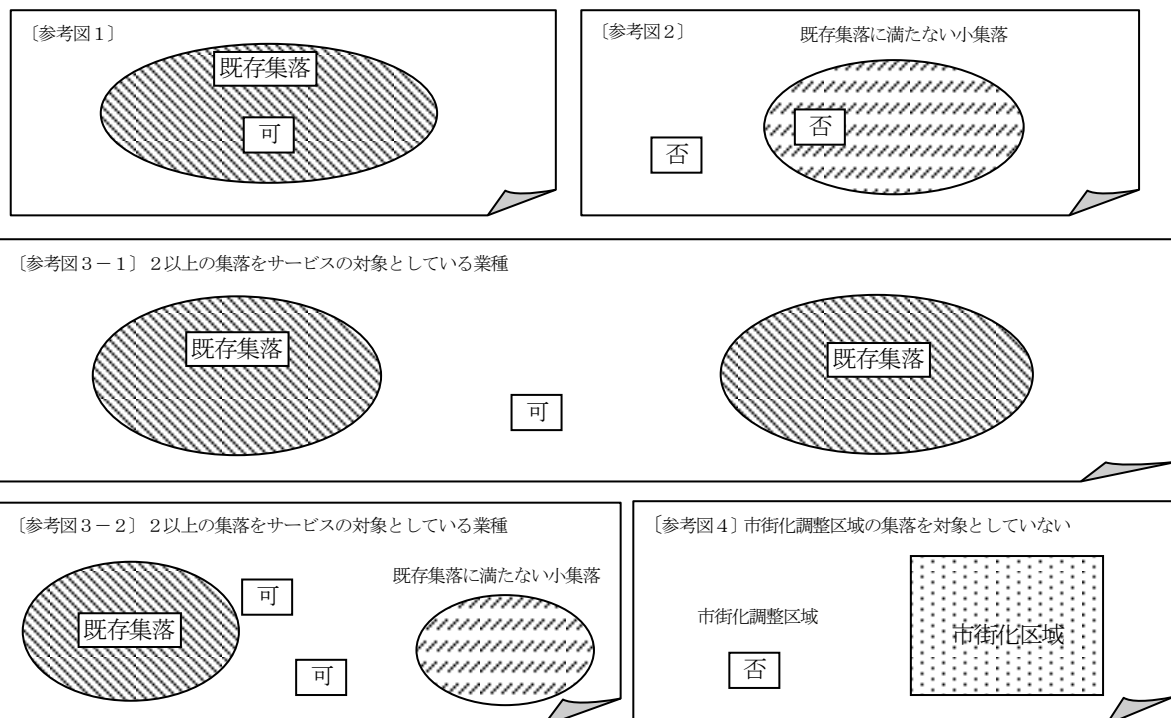 〔参考図1〕
既存集落
可
〔参考図2〕
既存集落に満たない小集落
否
否
〔参考図3－1〕2以上の集落をサービスの対象としている業種
既存集落
既存集落
可
〔参考図3－2〕2以上の集落をサービスの対象としている業種
可
既存集落に満たない小集落
既存集落
可
〔参考図4〕市街化調整区域の集落を対象としていない
市街化調整区域
市街化区域
否